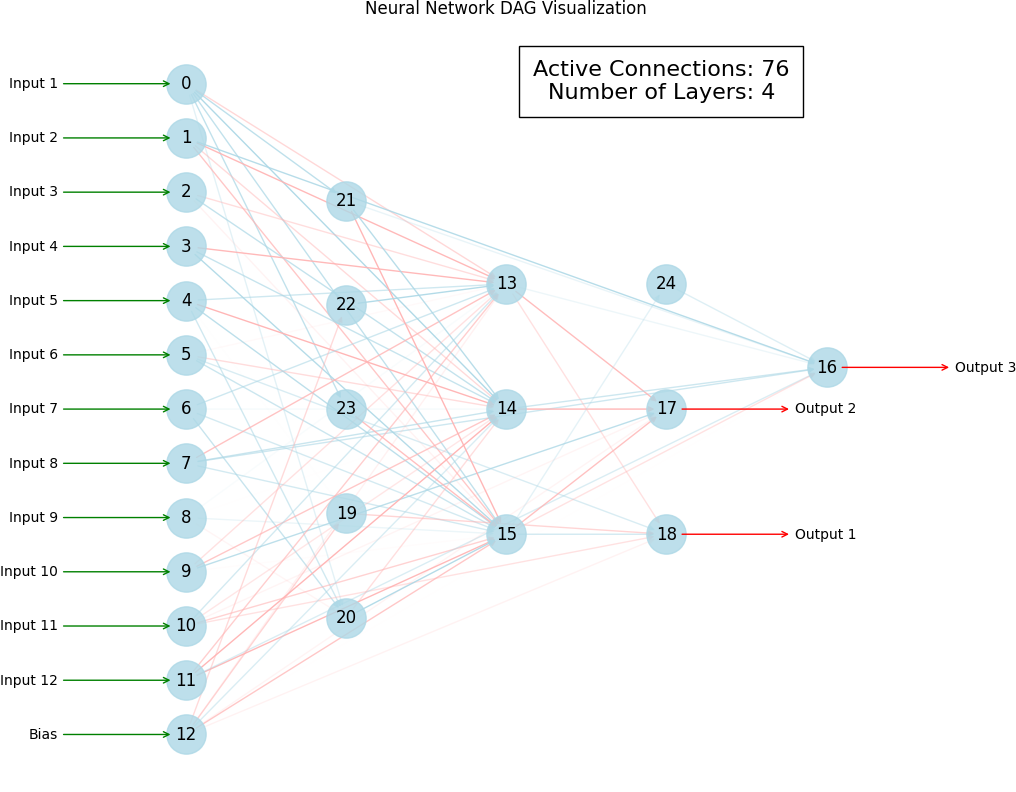 Neural Network DAG Visualization
Active Connections: 76
Number of Layers: 4
Input 1
0
Input 2
1
Input 3
2
21
Input 4
3
Input 5
4
22
13
24
Input 6
5
16
Output 3
Input 7
6
23
14
17
Output 2
Input 8
7
Input 9
8
19
15
18
Output 1
Input 10
9
Input 11
10
20
Input 12
11
Bias
12